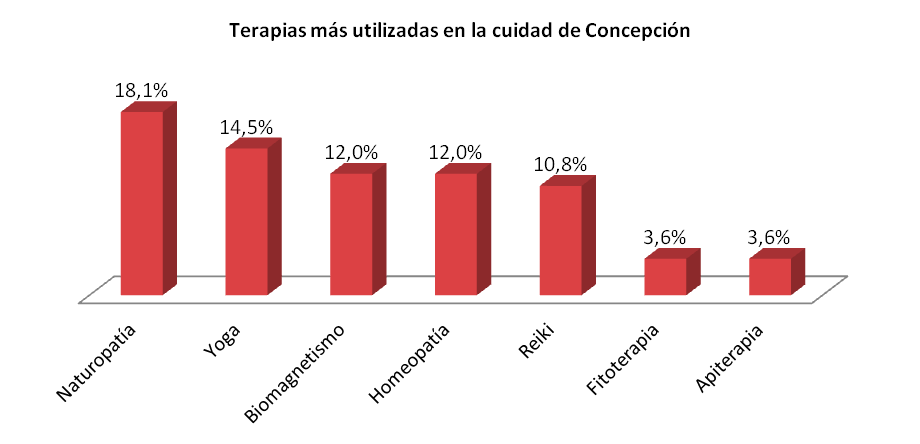 Terapias más utilizadas en la cuidad de Concepción
18,1%
14,5%
12,0%
12,0%
10,8%
3,6%
3,6%
Naturopatía
Yoga
Biomagnetismo
Homeopatía
Reiki
Fitoterapia
Apiterapia